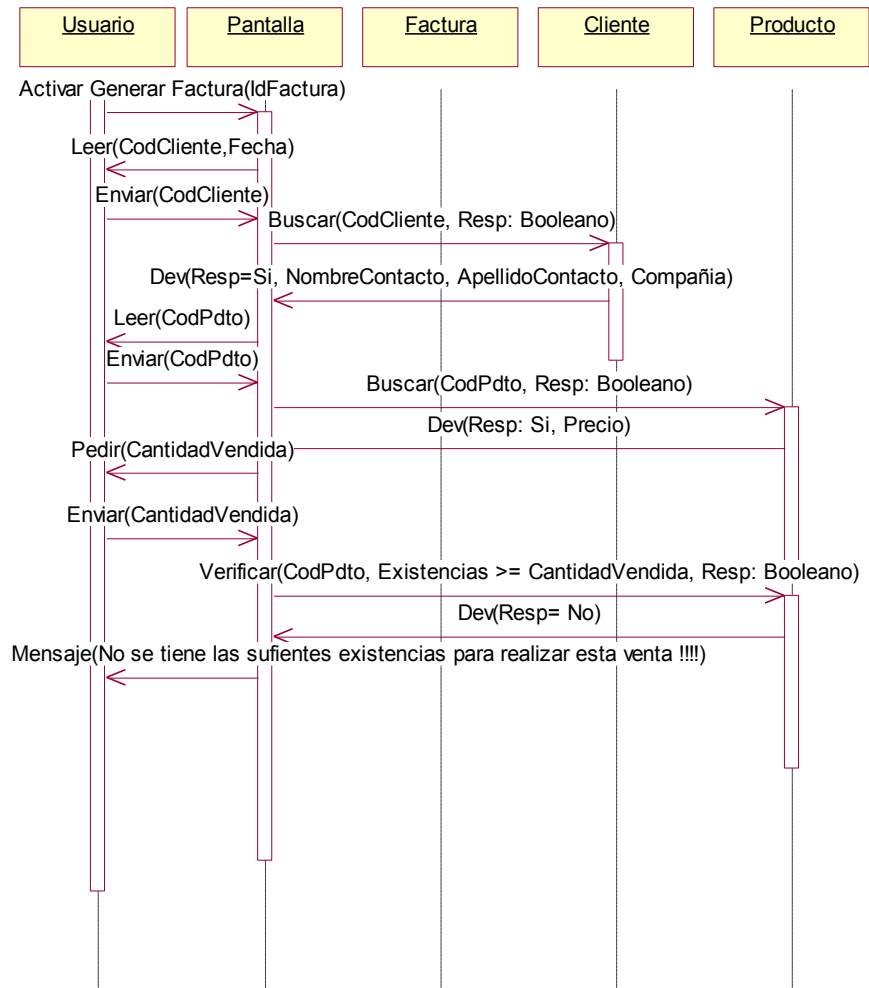 Usuario Pantalla Factura Cliente Producto
Activar Generar Factura(IdFactura)
Leer(CodCliente,Fecha)
Enviar(CodCliente)
Buscar(CodCliente, Resp: Booleano)
Dev(Resp=Si, NombreContacto, ApellidoContacto, Compañia)
Leer(CodPdto)
Enviar(CodPdto)
Buscar(CodPdto, Resp: Booleano)
Dev(Resp: Si, Precio)
Pedir(CantidadVendida)
Enviar(CantidadVendida)
Verificar(CodPdto, Existencias >= CantidadVendida, Resp: Booleano)
Dev(Resp= No)
Mensaje(No se tiene las sufientes existencias para realizar esta venta !!!!)